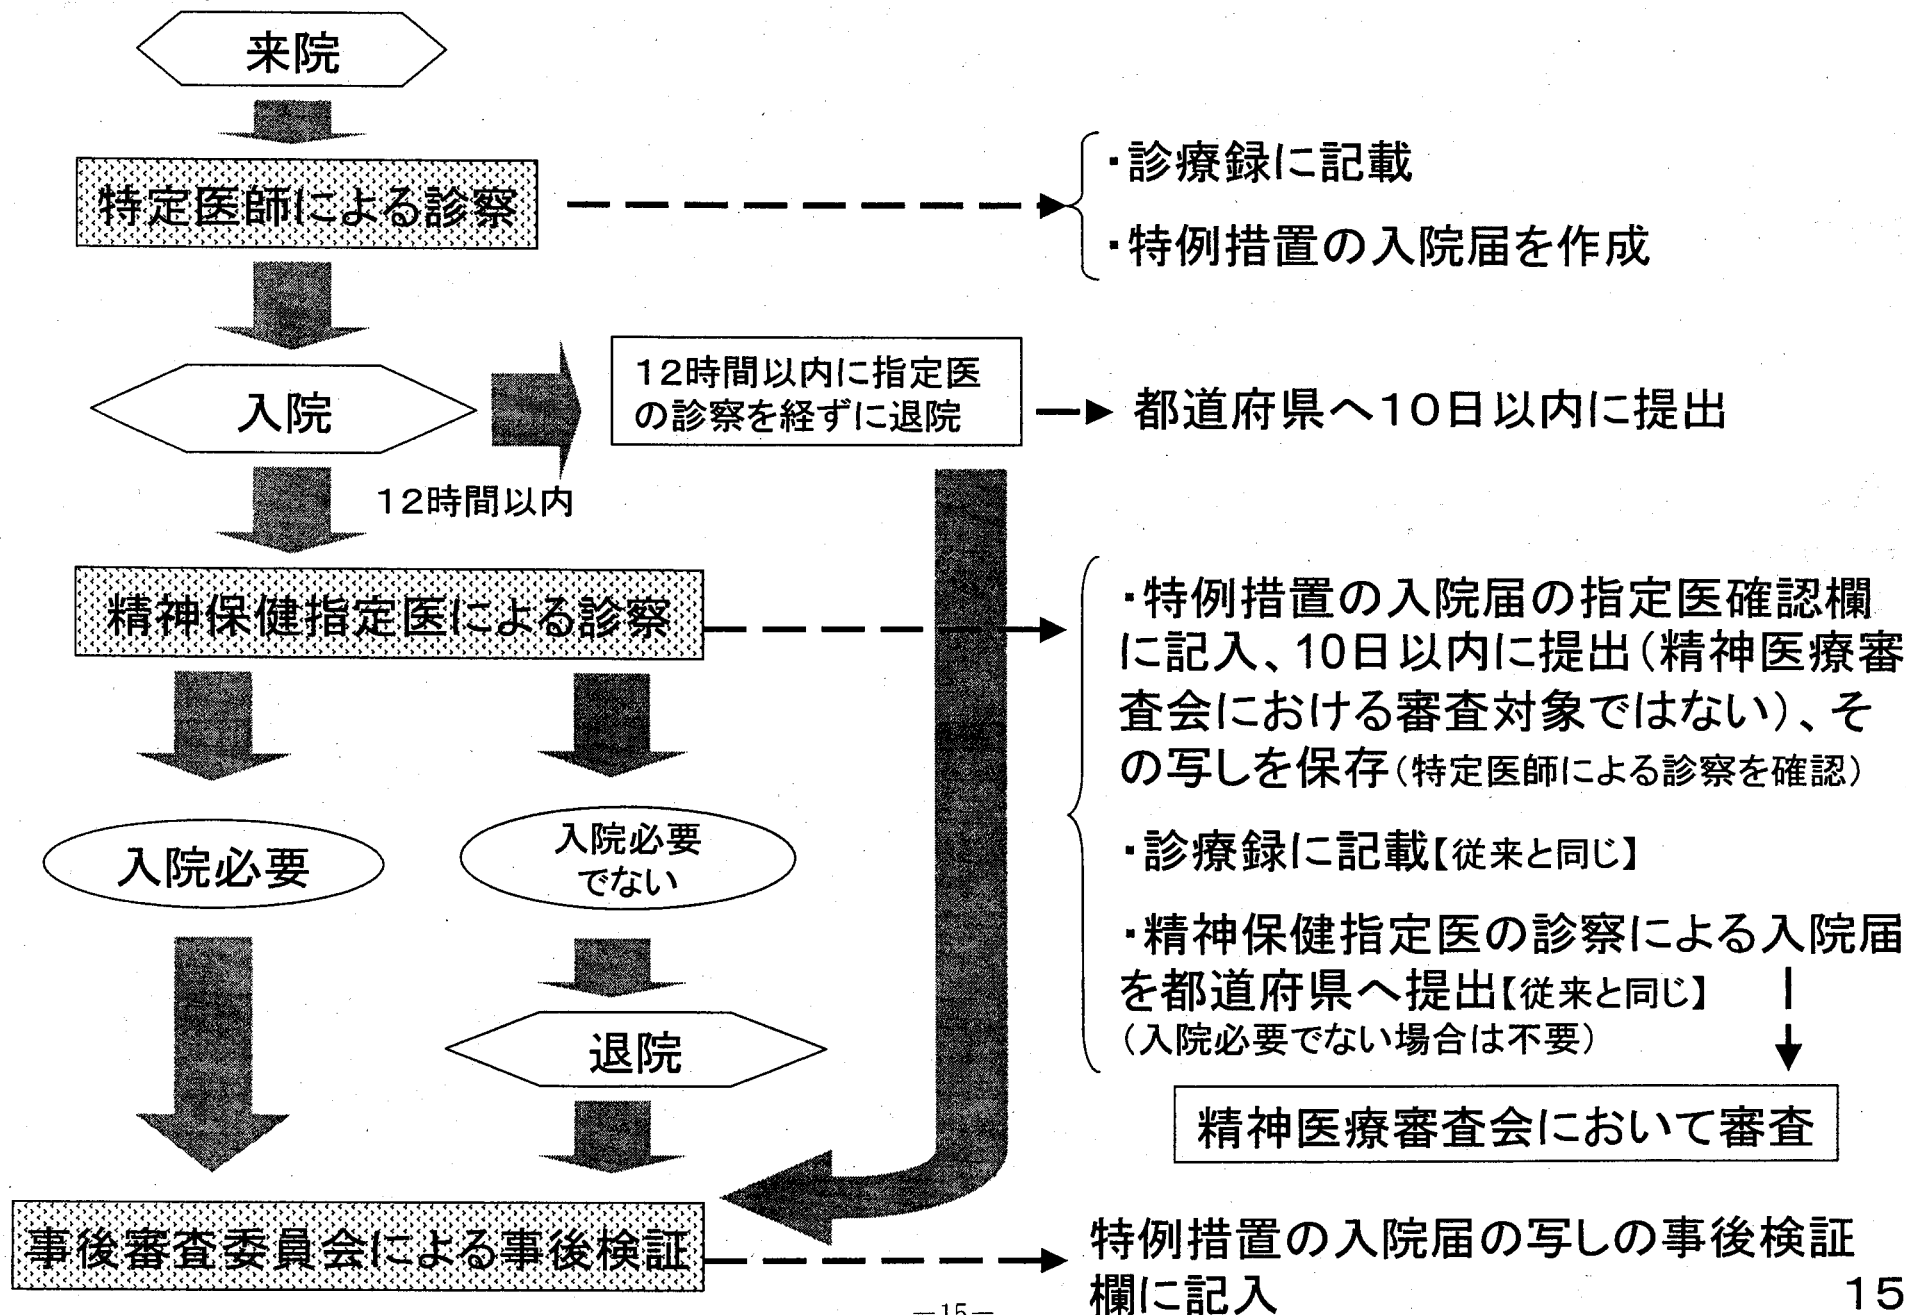 来院
特定医師による診察
・診療録に記載
・特例措置の入院届を作成
入院
12時間以内に指定医
の診察を経ずに退院
都道府県へ10日以内に提出
12時間以内
精神保健指定医による診察
・特例措置の入院届の指定医確認欄
に記入、10日以内に提出(精神医療審
査会における審査対象ではない)、そ
の写しを保存(特定医師による診察を確認)
・診療録に記載【従来と同じ】
・精神保健指定医の診察による入院届
を都道府県へ提出【従来と同じ】
(入院必要でない場合は不要)
入院必要
入院必要
でない
退院
精神医療審査会において審査
事後審査委員会による事後検証
特例措置の入院届の写しの事後検証
欄に記入
15
—15—